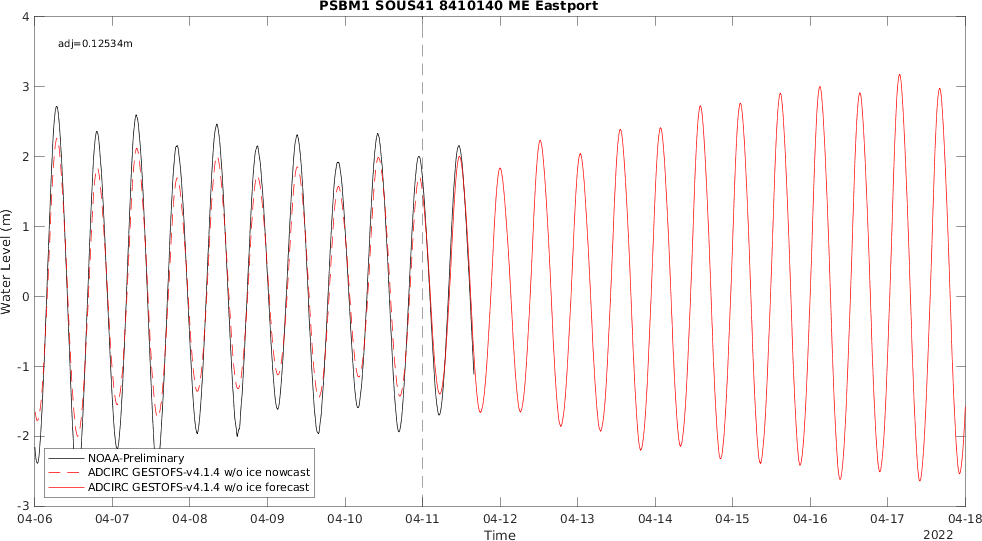 PSBM1 SOUS41 8410140 ME Eastport
adj=0.12534m
4
3
2
1
0
-1
-2
-3
Water Level (m)
NOAA-Preliminary
ADCIRC GESTOFS-v4.1.4 w/o ice nowcast
ADCIRC GESTOFS-v4.1.4 w/o ice forecast
04-06 04-07 04-08 04-09 04-10 04-11 04-12 04-13 04-14 04-15 04-16 04-17 04-18
Time
2022